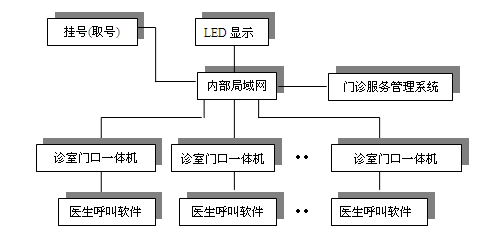 挂号(取号)
LED 显示
内部局域网
门诊服务管理系统
诊室门口一体机
诊室门口一体机
诊室门口一体机
医生呼叫软件
医生呼叫软件
医生呼叫软件